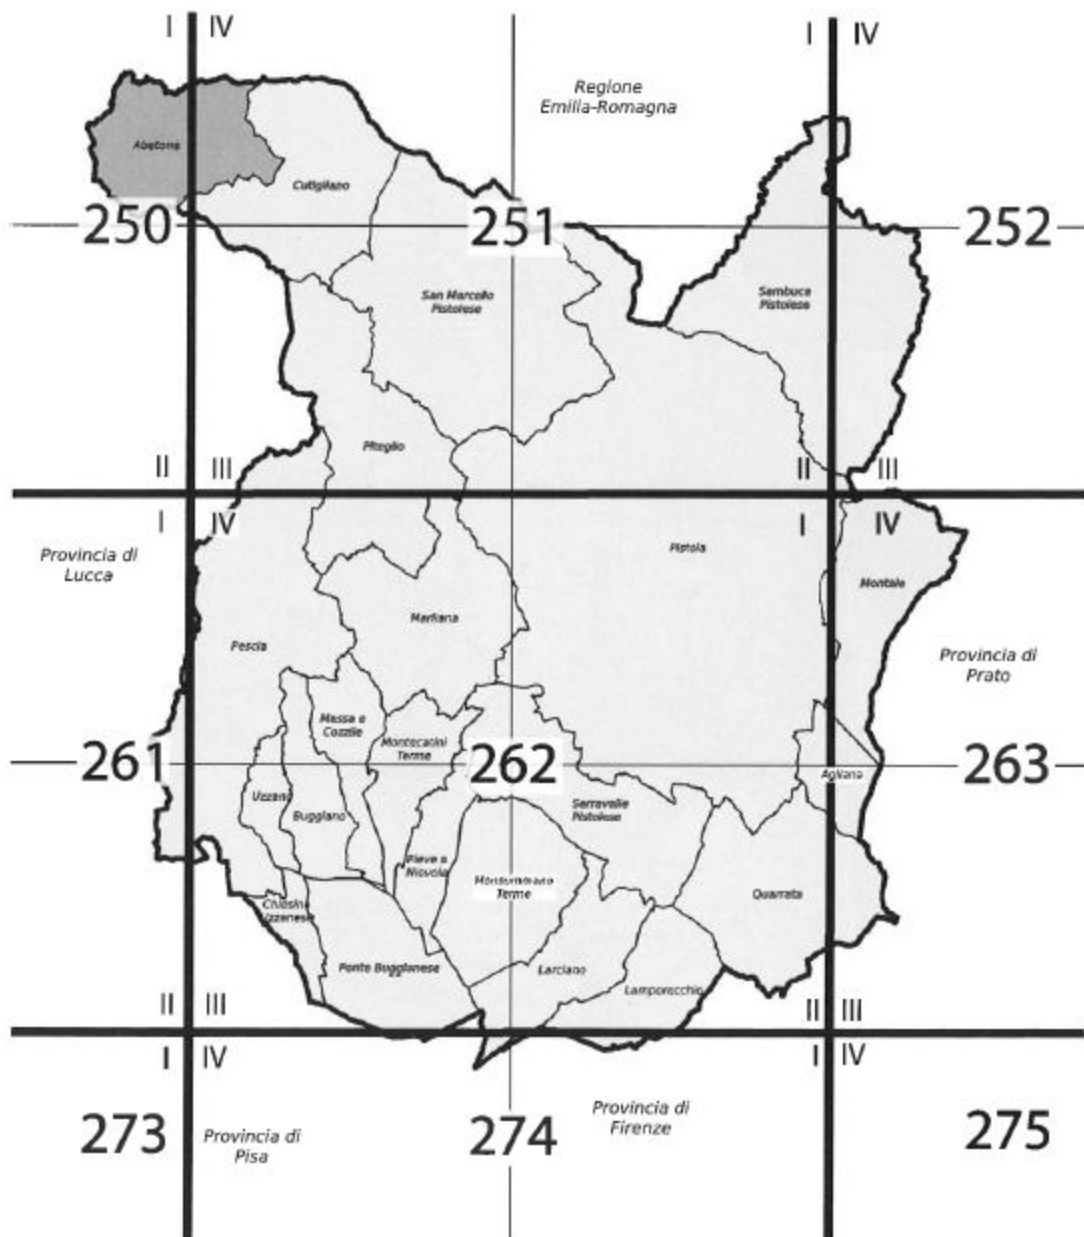 I IV
I IV
Regione
Emilia-Romagna
Abetone
Cutigliano
250
251
252
San Marcello
Pistoiese
Sambuca
Pistoiese
Piteglio
II III
II III
I IV
I IV
Provincia di
Lucca
Pistoia
Montale
Marliana
Pescia
Provincia di
Prato
Massa e
Cozzile
Montecatini
Terme
261
262
263
Agliana
Uzzano
Buggiano
Serravalle
Pistoiese
Pieve a
Nievole
Monsummano
Terme
Quarrata
Chiesina
Uzzanese
Ponte Buggianese
Larciano
Lamporecchio
II III
II III
I IV
I IV
273
Provincia di
Pisa
274
Provincia di
Firenze
275